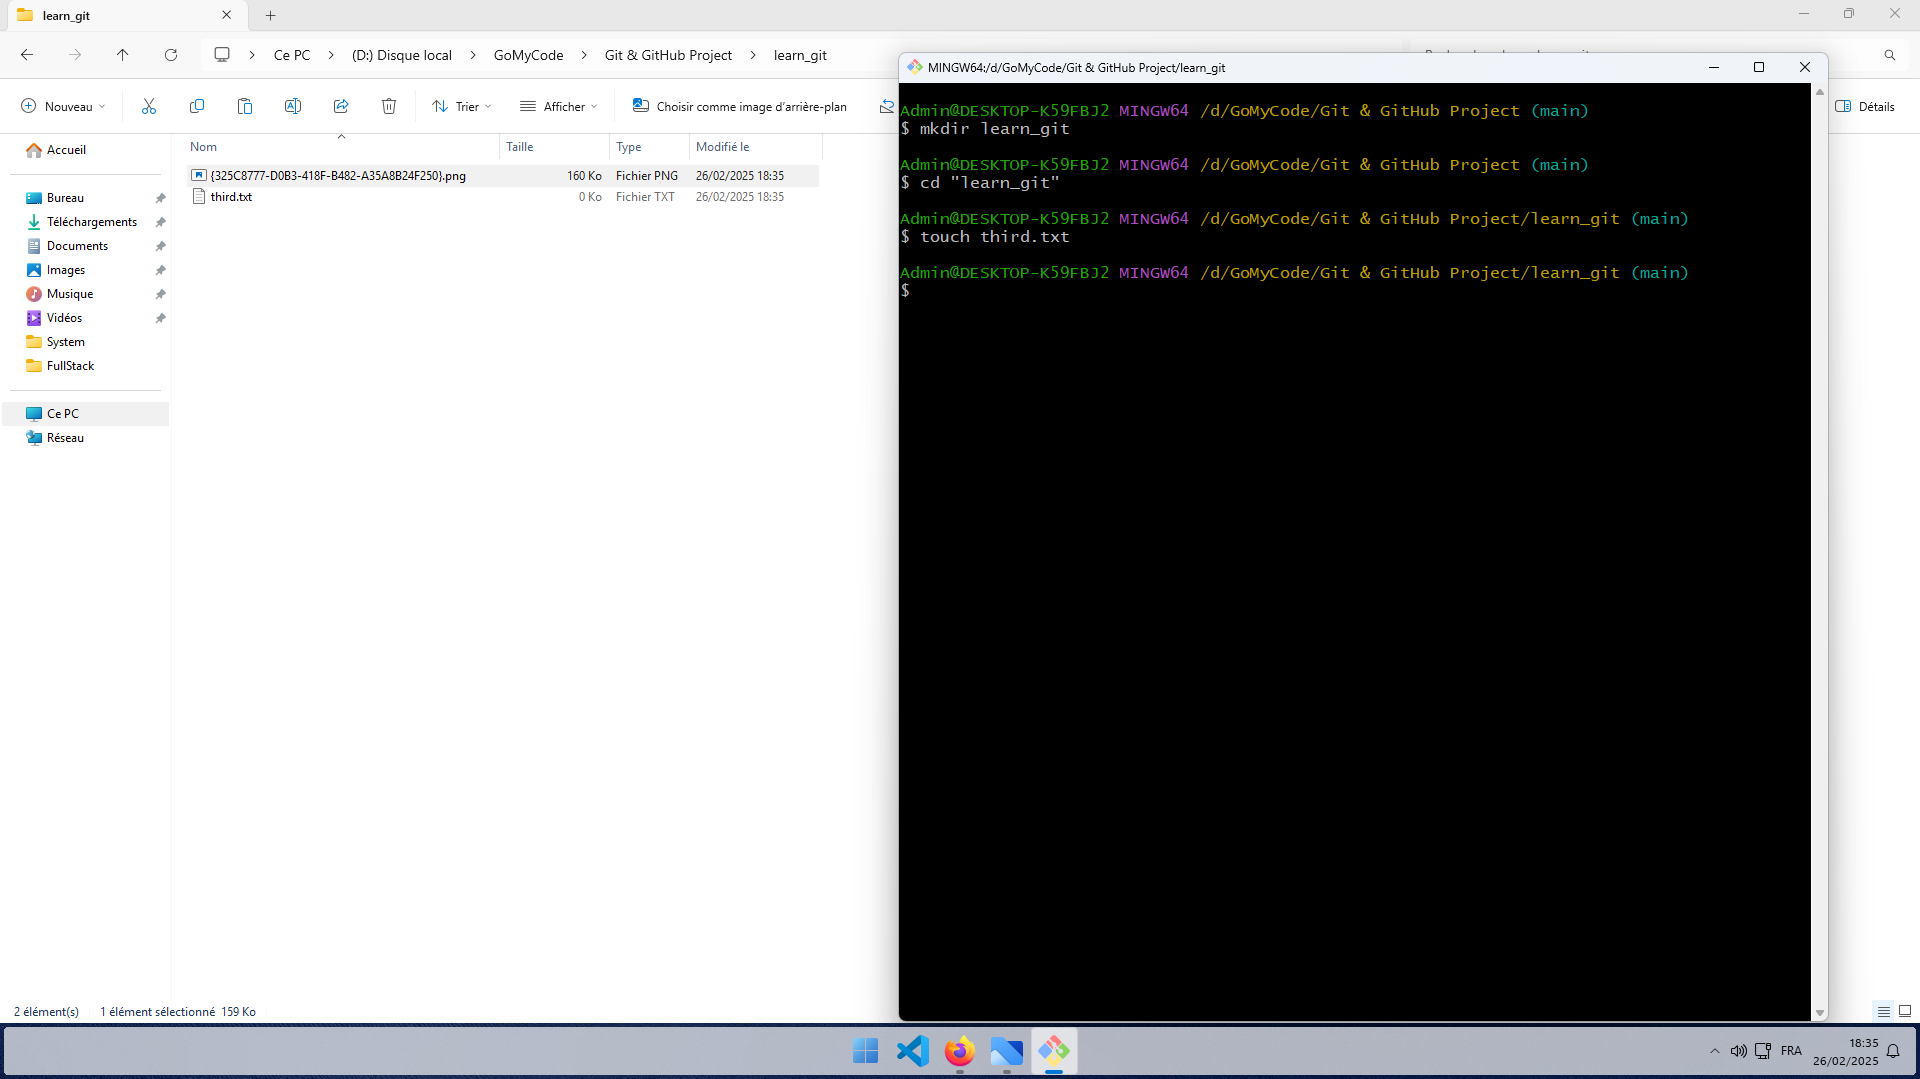 learn_git
Ce PC
(D:) Disque local
GoMyCode
Git & GitHub Project
learn_git
Nouveau
Trier
Afficher
Choisir comme image d'arrière-plan
Détails
Accueil
Bureau
Téléchargements
Documents
Images
Musique
Vidéos
System
FullStack
Ce PC
Réseau
Nom Taille Type Modifié le
{325C8777-D0B3-418F-B482-A35A8B24F250}.png 160 Ko Fichier PNG 26/02/2025 18:35
third.txt 0 Ko Fichier TXT 26/02/2025 18:35
2 élément(s) 1 élément sélectionné 159 Ko
MINGW64:/d/GoMyCode/Git & GitHub Project/learn_git
Admin@DESKTOP-K59FBJ2 MINGW64 /d/GoMyCode/Git & GitHub Project (main)
$ mkdir learn_git
Admin@DESKTOP-K59FBJ2 MINGW64 /d/GoMyCode/Git & GitHub Project (main)
$ cd "learn_git"
Admin@DESKTOP-K59FBJ2 MINGW64 /d/GoMyCode/Git & GitHub Project/learn_git (main)
$ touch third.txt
Admin@DESKTOP-K59FBJ2 MINGW64 /d/GoMyCode/Git & GitHub Project/learn_git (main)
$
FRA
18:35
26/02/2025